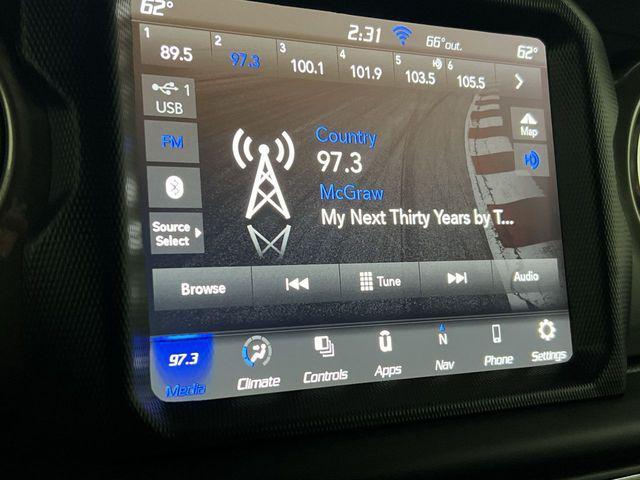 62°
2:31
66° out.
62°
1 89.5
2 97.3
3 100.1
4 101.9
5 103.5
6 105.5
USB 1
FM
Source Select
Country
97.3
McGraw
My Next Thirty Years by T...
Map
Browse
Tune
Audio
97.3
Media
Climate
Controls
Apps
N
Nav
Phone
Settings